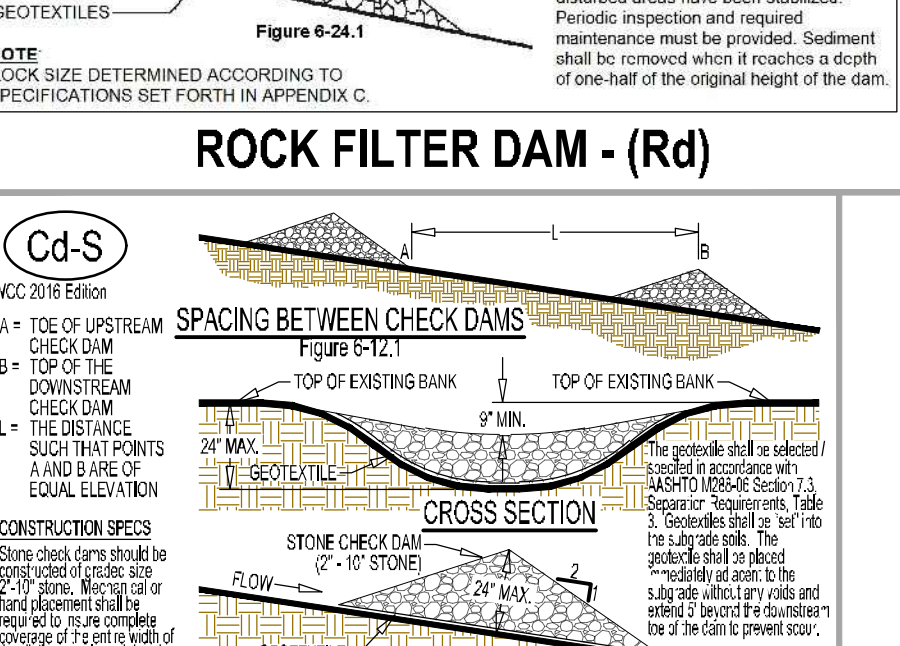 GEOTEXTILES
Figure 6-24.1
OTE:
OCK SIZE DETERMINED ACCORDING TO
PECIFICATIONS SET FORTH IN APPENDIX C.
disturbed areas have been stabilized.
Periodic inspection and required
maintenance must be provided. Sediment
shall be removed when it reaches a depth
of one-half of the original height of the dam.
ROCK FILTER DAM - (Rd)
Cd-S
2016 Edition
A = TOE OF UPSTREAM
CHECK DAM
B = TOP OF THE
DOWNSTREAM
CHECK DAM
L = THE DISTANCE
SUCH THAT POINTS
A AND B ARE OF
EQUAL ELEVATION
CONSTRUCTION SPECS
Stone check dams should be
constructed of graded size
2"-10" stone. Mechanical or
hand placement shall be
required to insure complete
coverage of the entire width of
A
L
B
SPACING BETWEEN CHECK DAMS
Figure 6-12.1
TOP OF EXISTING BANK
TOP OF EXISTING BANK
9" MIN.
24" MAX.
GEOTEXTILE
CROSS SECTION
STONE CHECK DAM
(2" - 10" STONE)
FLOW
24" MAX.
2
1
The geotextile shall be selected /
specified in accordance with
AASHTO M288-06 Section 7.3,
Separation Requirements, Table
3. Geotextiles shall be "set" into
the subgrade soils. The
geotextile shall be placed
immediately adjacent to the
subgrade without any voids and
extend 5' beyond the downstream
toe of the dam to prevent scour.